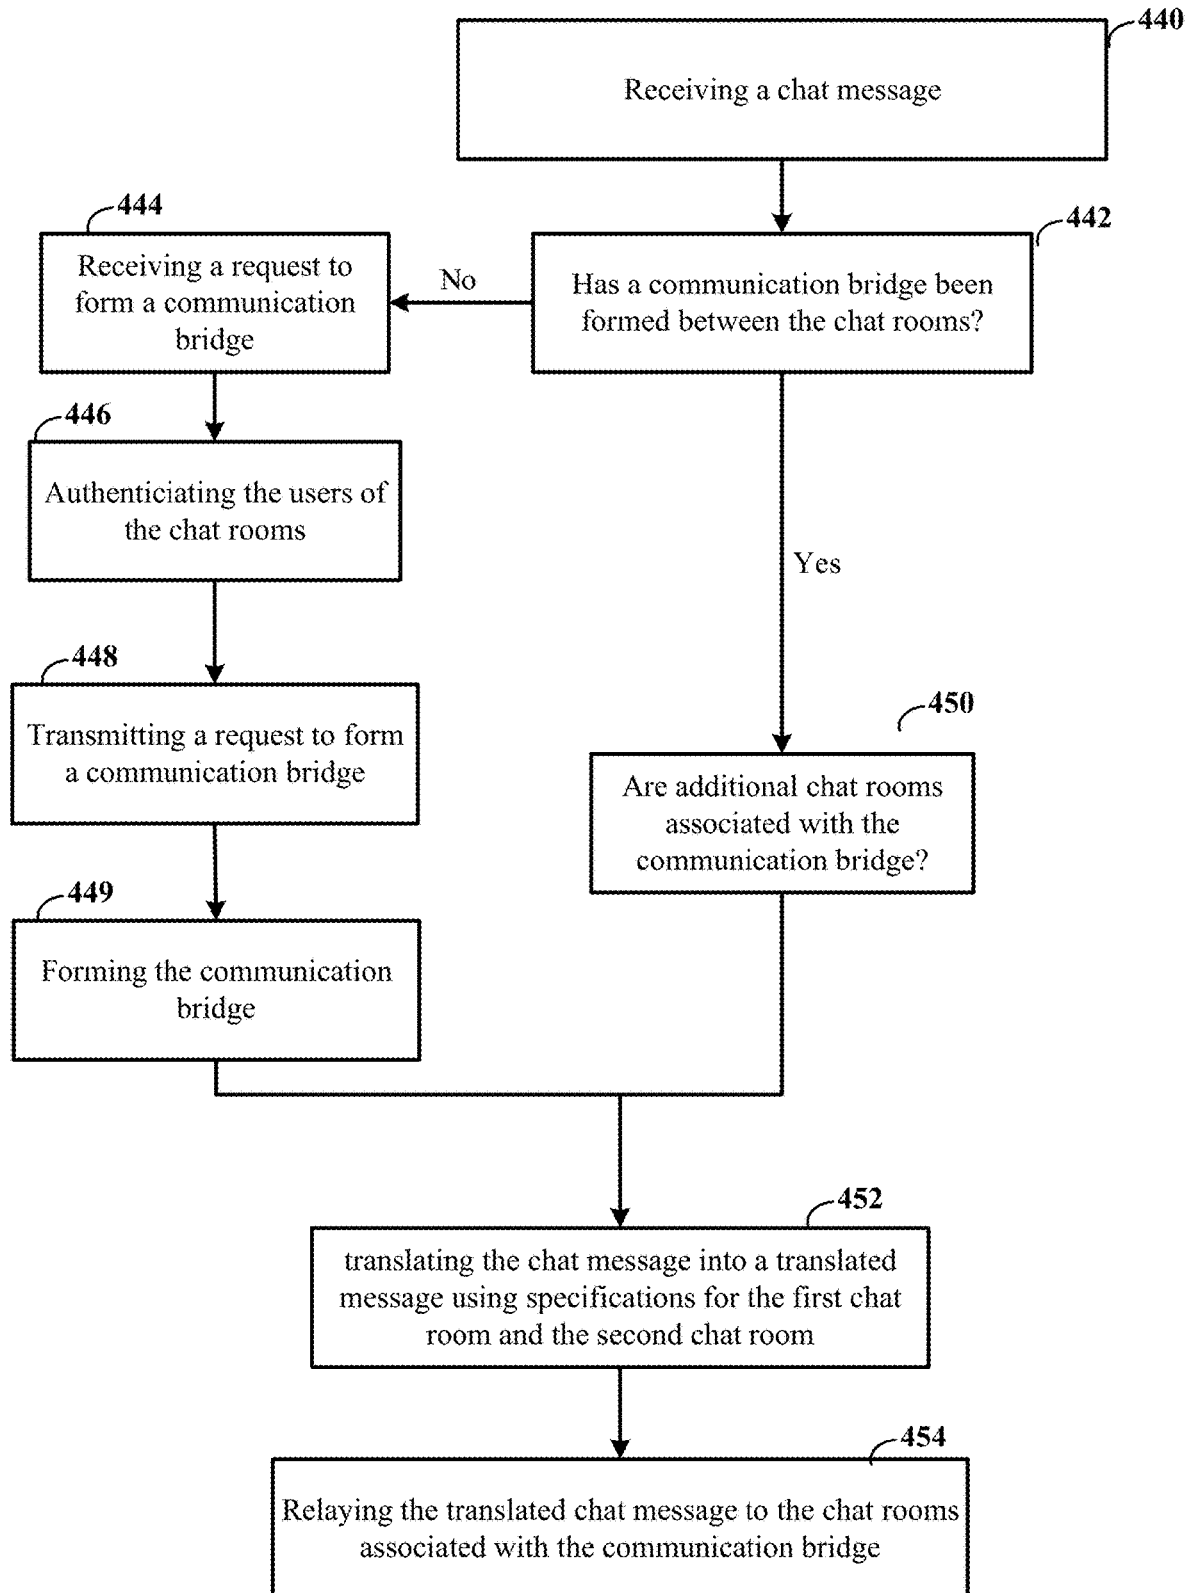 440
Receiving a chat message
442
Has a communication bridge been
formed between the chat rooms?
No
444
Receiving a request to
form a communication
bridge
446
Authenticiating the users of
the chat rooms
448
Transmitting a request to form
a communication bridge
449
Forming the communication
bridge
Yes
450
Are additional chat rooms
associated with the
communication bridge?
452
translating the chat message into a translated
message using specifications for the first chat
room and the second chat room
454
Relaying the translated chat message to the chat rooms
associated with the communication bridge